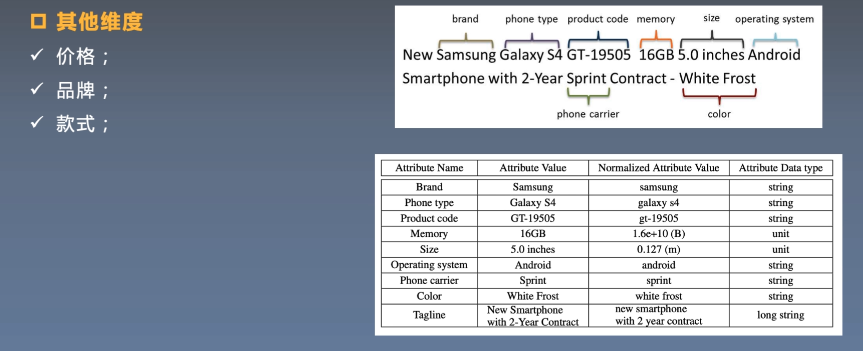 其他维度
✓ 价格；
✓ 品牌；
✓ 款式；
brand phone type product code memory size operating system
New Samsung Galaxy S4 GT-19505 16GB 5.0 inches Android
Smartphone with 2-Year Sprint Contract - White Frost
phone carrier color
Attribute Name Attribute Value Normalized Attribute Value Attribute Data type
Brand Samsung samsung string
Phone type Galaxy S4 galaxy s4 string
Product code GT-19505 gt-19505 string
Memory 16GB 1.6e+10 (B) unit
Size 5.0 inches 0.127 (m) unit
Operating system Android android string
Phone carrier Sprint sprint string
Color White Frost white frost string
Tagline New Smartphone with 2-Year Contract new smartphone with 2 year contract long string